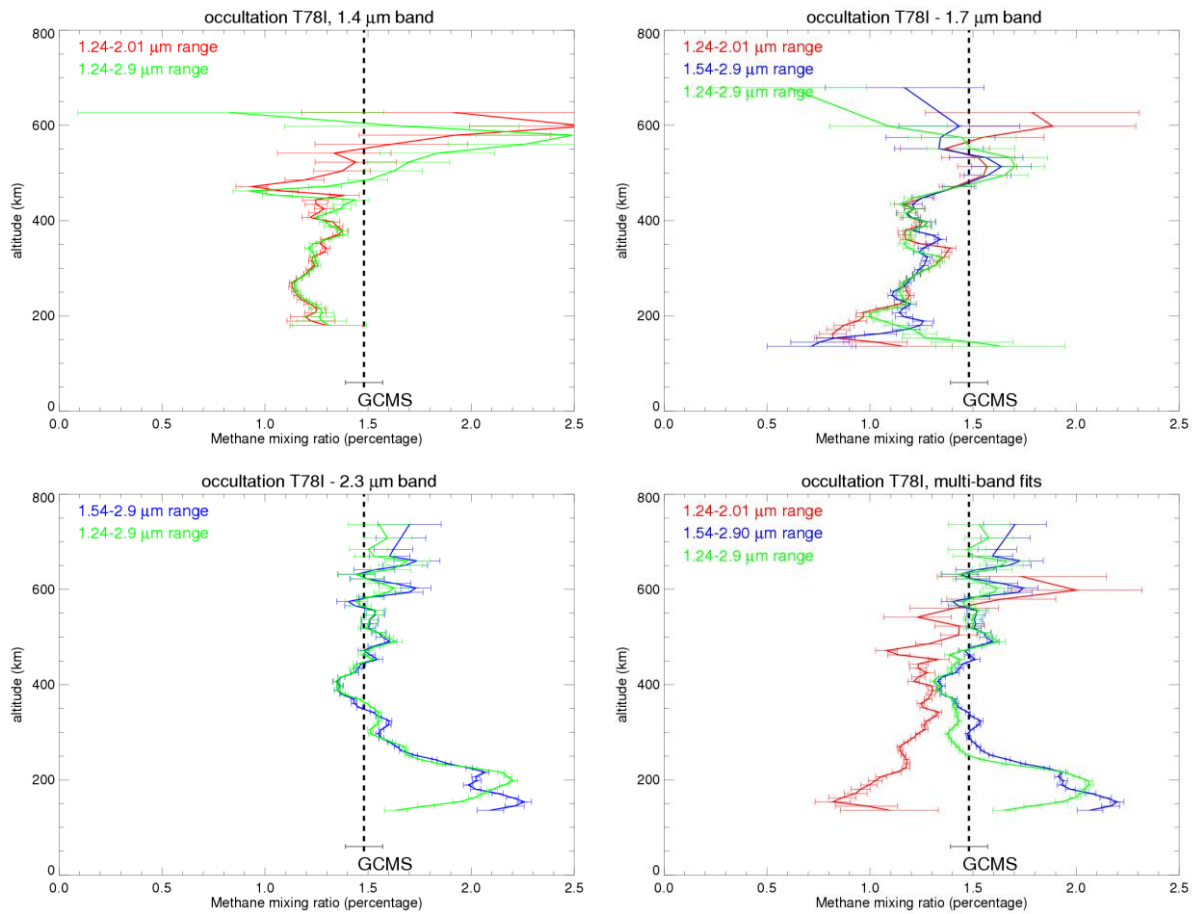 occultation T78I, 1.4 μm band
1.24-2.01 μm range
1.24-2.9 μm range
800
600
400
200
0
altitude (km)
GCMS
0.0 0.5 1.0 1.5 2.0 2.5
Methane mixing ratio (percentage)
occultation T78I - 1.7 μm band
1.24-2.01 μm range
1.54-2.9 μm range
1.24-2.9 μm range
800
600
400
200
0
altitude (km)
GCMS
0.0 0.5 1.0 1.5 2.0 2.5
Methane mixing ratio (percentage)
occultation T78I - 2.3 μm band
1.54-2.9 μm range
1.24-2.9 μm range
800
600
400
200
0
altitude (km)
GCMS
0.0 0.5 1.0 1.5 2.0 2.5
Methane mixing ratio (percentage)
occultation T78I, multi-band fits
1.24-2.01 μm range
1.54-2.90 μm range
1.24-2.9 μm range
800
600
400
200
0
altitude (km)
GCMS
0.0 0.5 1.0 1.5 2.0 2.5
Methane mixing ratio (percentage)